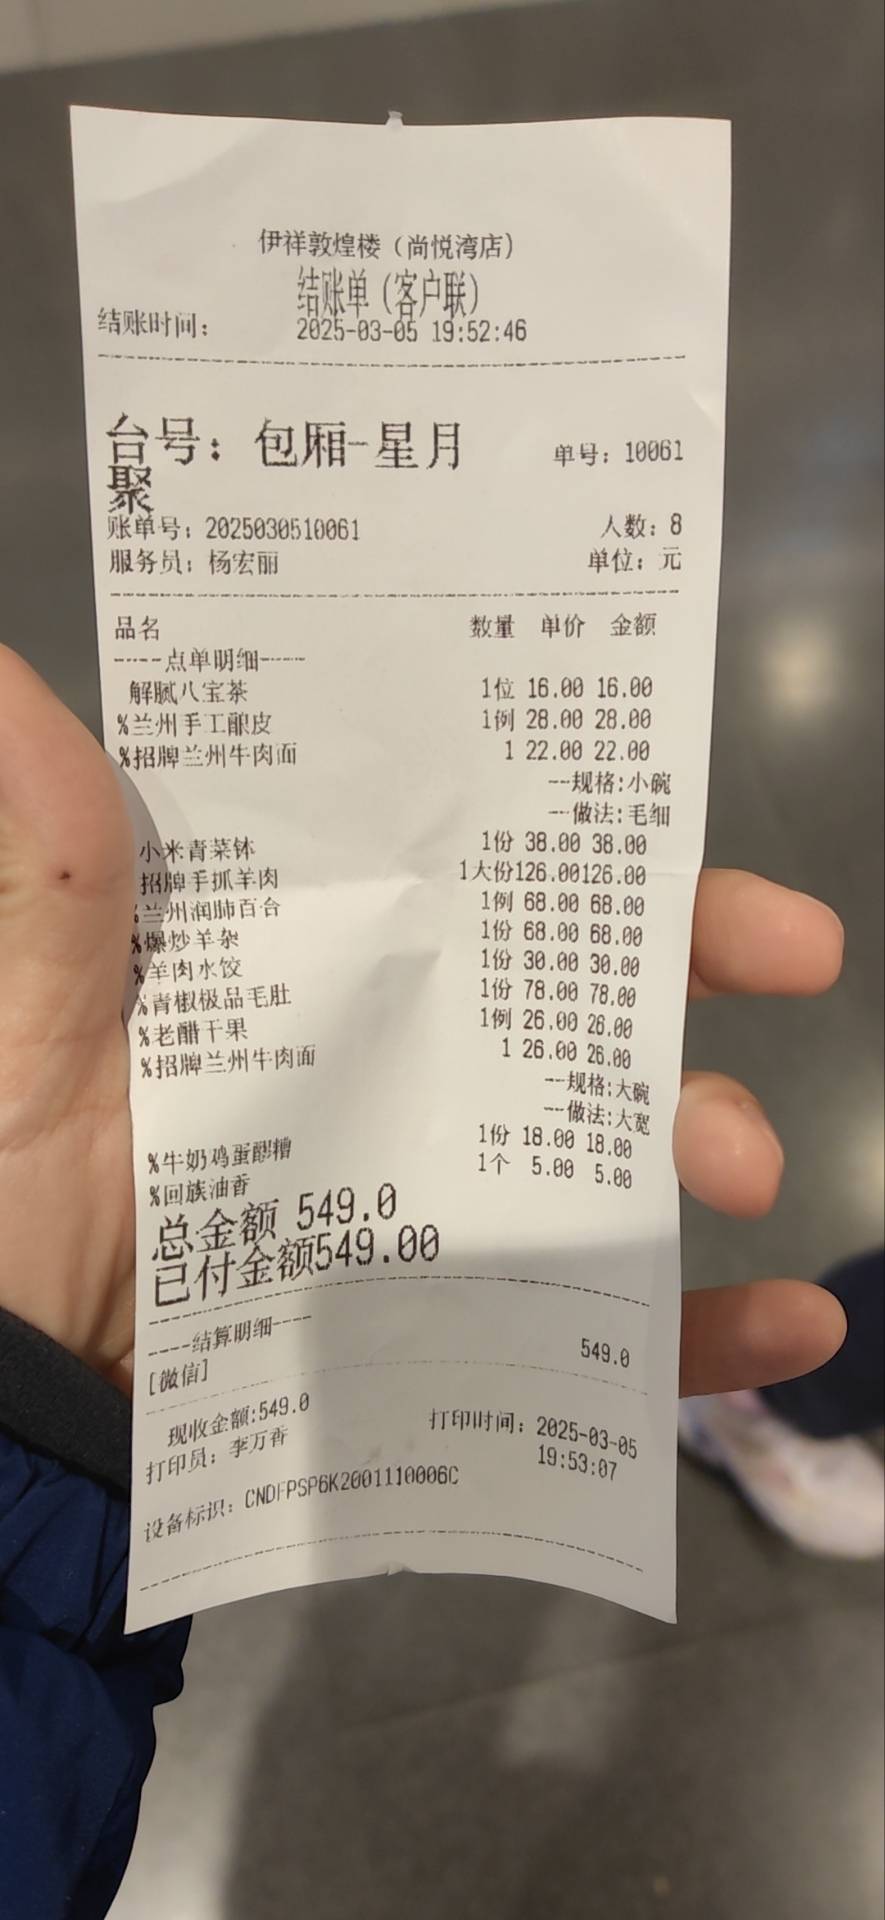 伊祥敦煌楼（尚悦湾店）
结账单（客户联）
结账时间： 2025-03-05 19:52:46
台号：包厢-星月 单号：10061
聚
账单号：2025030510061 人数：8
服务员：杨宏丽 单位：元
品名 数量 单价 金额
----点单明细----
解腻八宝茶 1位 16.00 16.00
%兰州手工酿皮 1例 28.00 28.00
%招牌兰州牛肉面 1 22.00 22.00
--规格:小碗
--做法:毛细
小米青菜钵 1份 38.00 38.00
招牌手抓羊肉 1大份126.00126.00
%兰州润肺百合 1例 68.00 68.00
%爆炒羊杂 1份 68.00 68.00
%羊肉水饺 1份 30.00 30.00
%青椒极品毛肚 1份 78.00 78.00
%老醋干果 1例 26.00 26.00
%招牌兰州牛肉面 1 26.00 26.00
--规格:大碗
--做法:大宽
%牛奶鸡蛋醪糟 1份 18.00 18.00
%回族油香 1个 5.00 5.00
总金额 549.0
已付金额549.00
----结算明细----
[微信] 549.0
现收金额:549.0
打印员：李万香 打印时间：2025-03-05
19:53:07
设备标识：CNDFPSP6K2001110006C